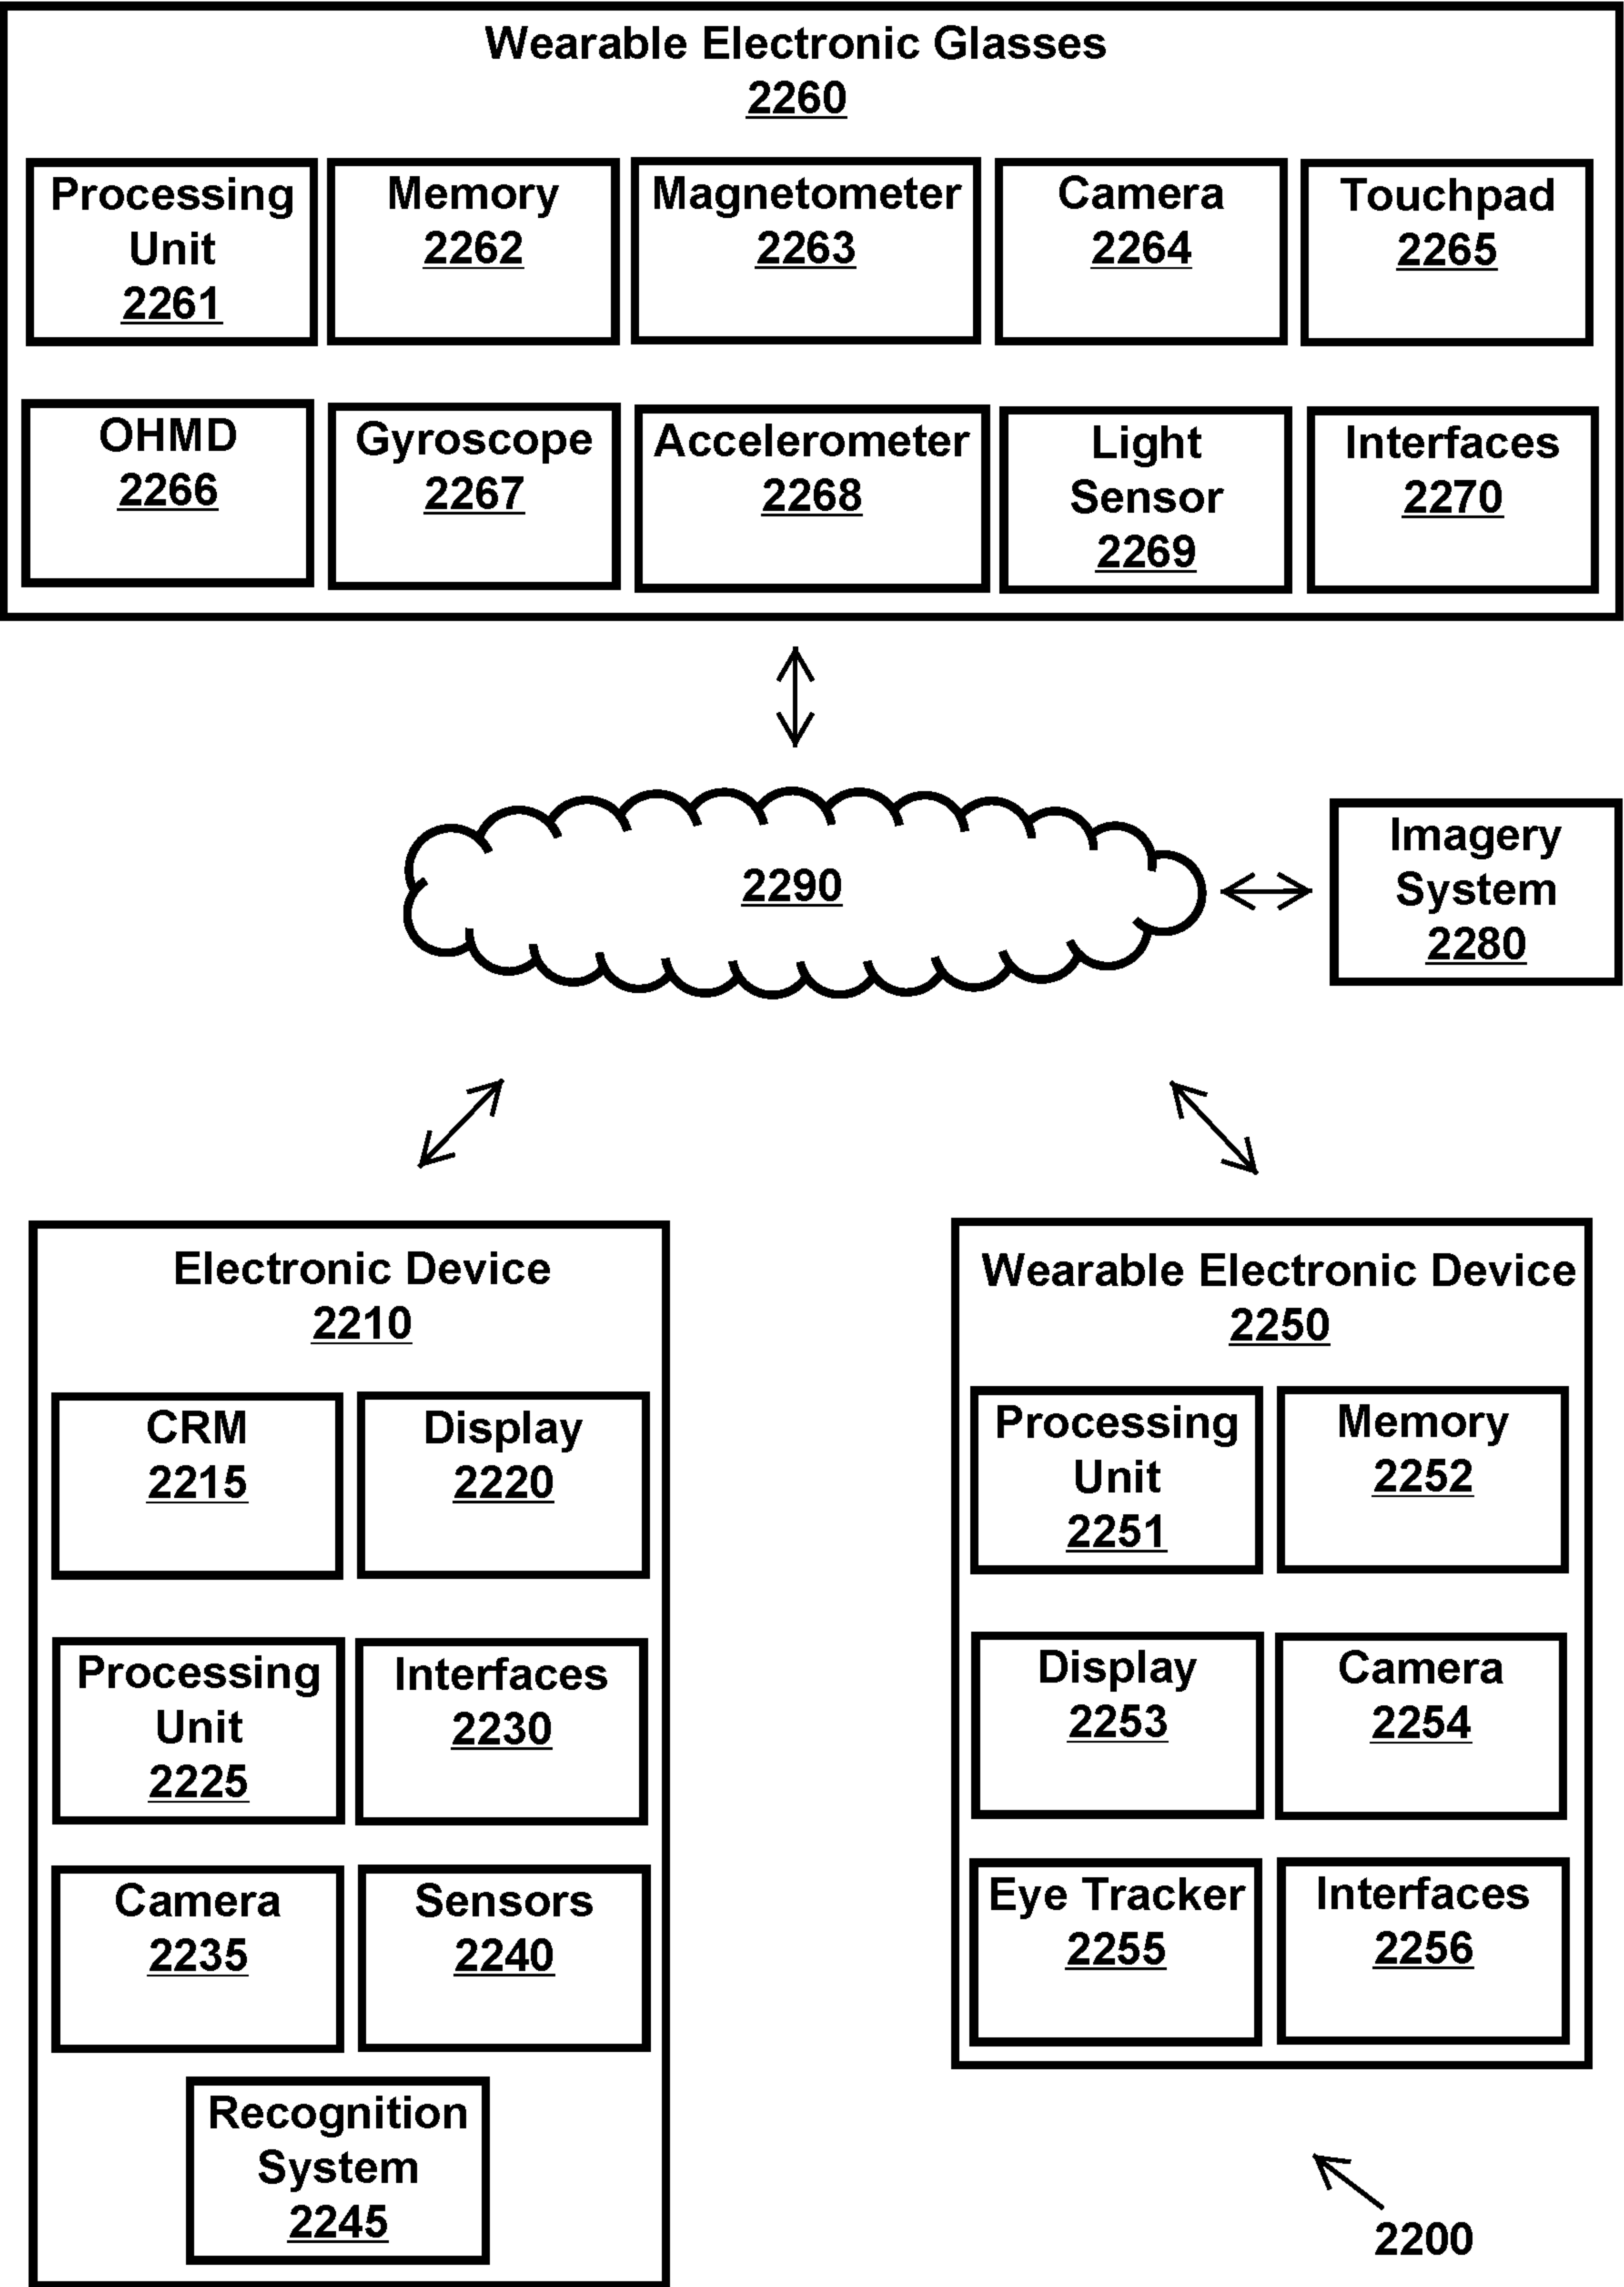 Wearable Electronic Glasses
2260
Processing
Unit
2261
Memory
2262
Magnetometer
2263
Camera
2264
Touchpad
2265
OHMD
2266
Gyroscope
2267
Accelerometer
2268
Light
Sensor
2269
Interfaces
2270
2290
Imagery
System
2280
Electronic Device
2210
CRM
2215
Display
2220
Processing
Unit
2225
Interfaces
2230
Camera
2235
Sensors
2240
Recognition
System
2245
Wearable Electronic Device
2250
Processing
Unit
2251
Memory
2252
Display
2253
Camera
2254
Eye Tracker
2255
Interfaces
2256
2200